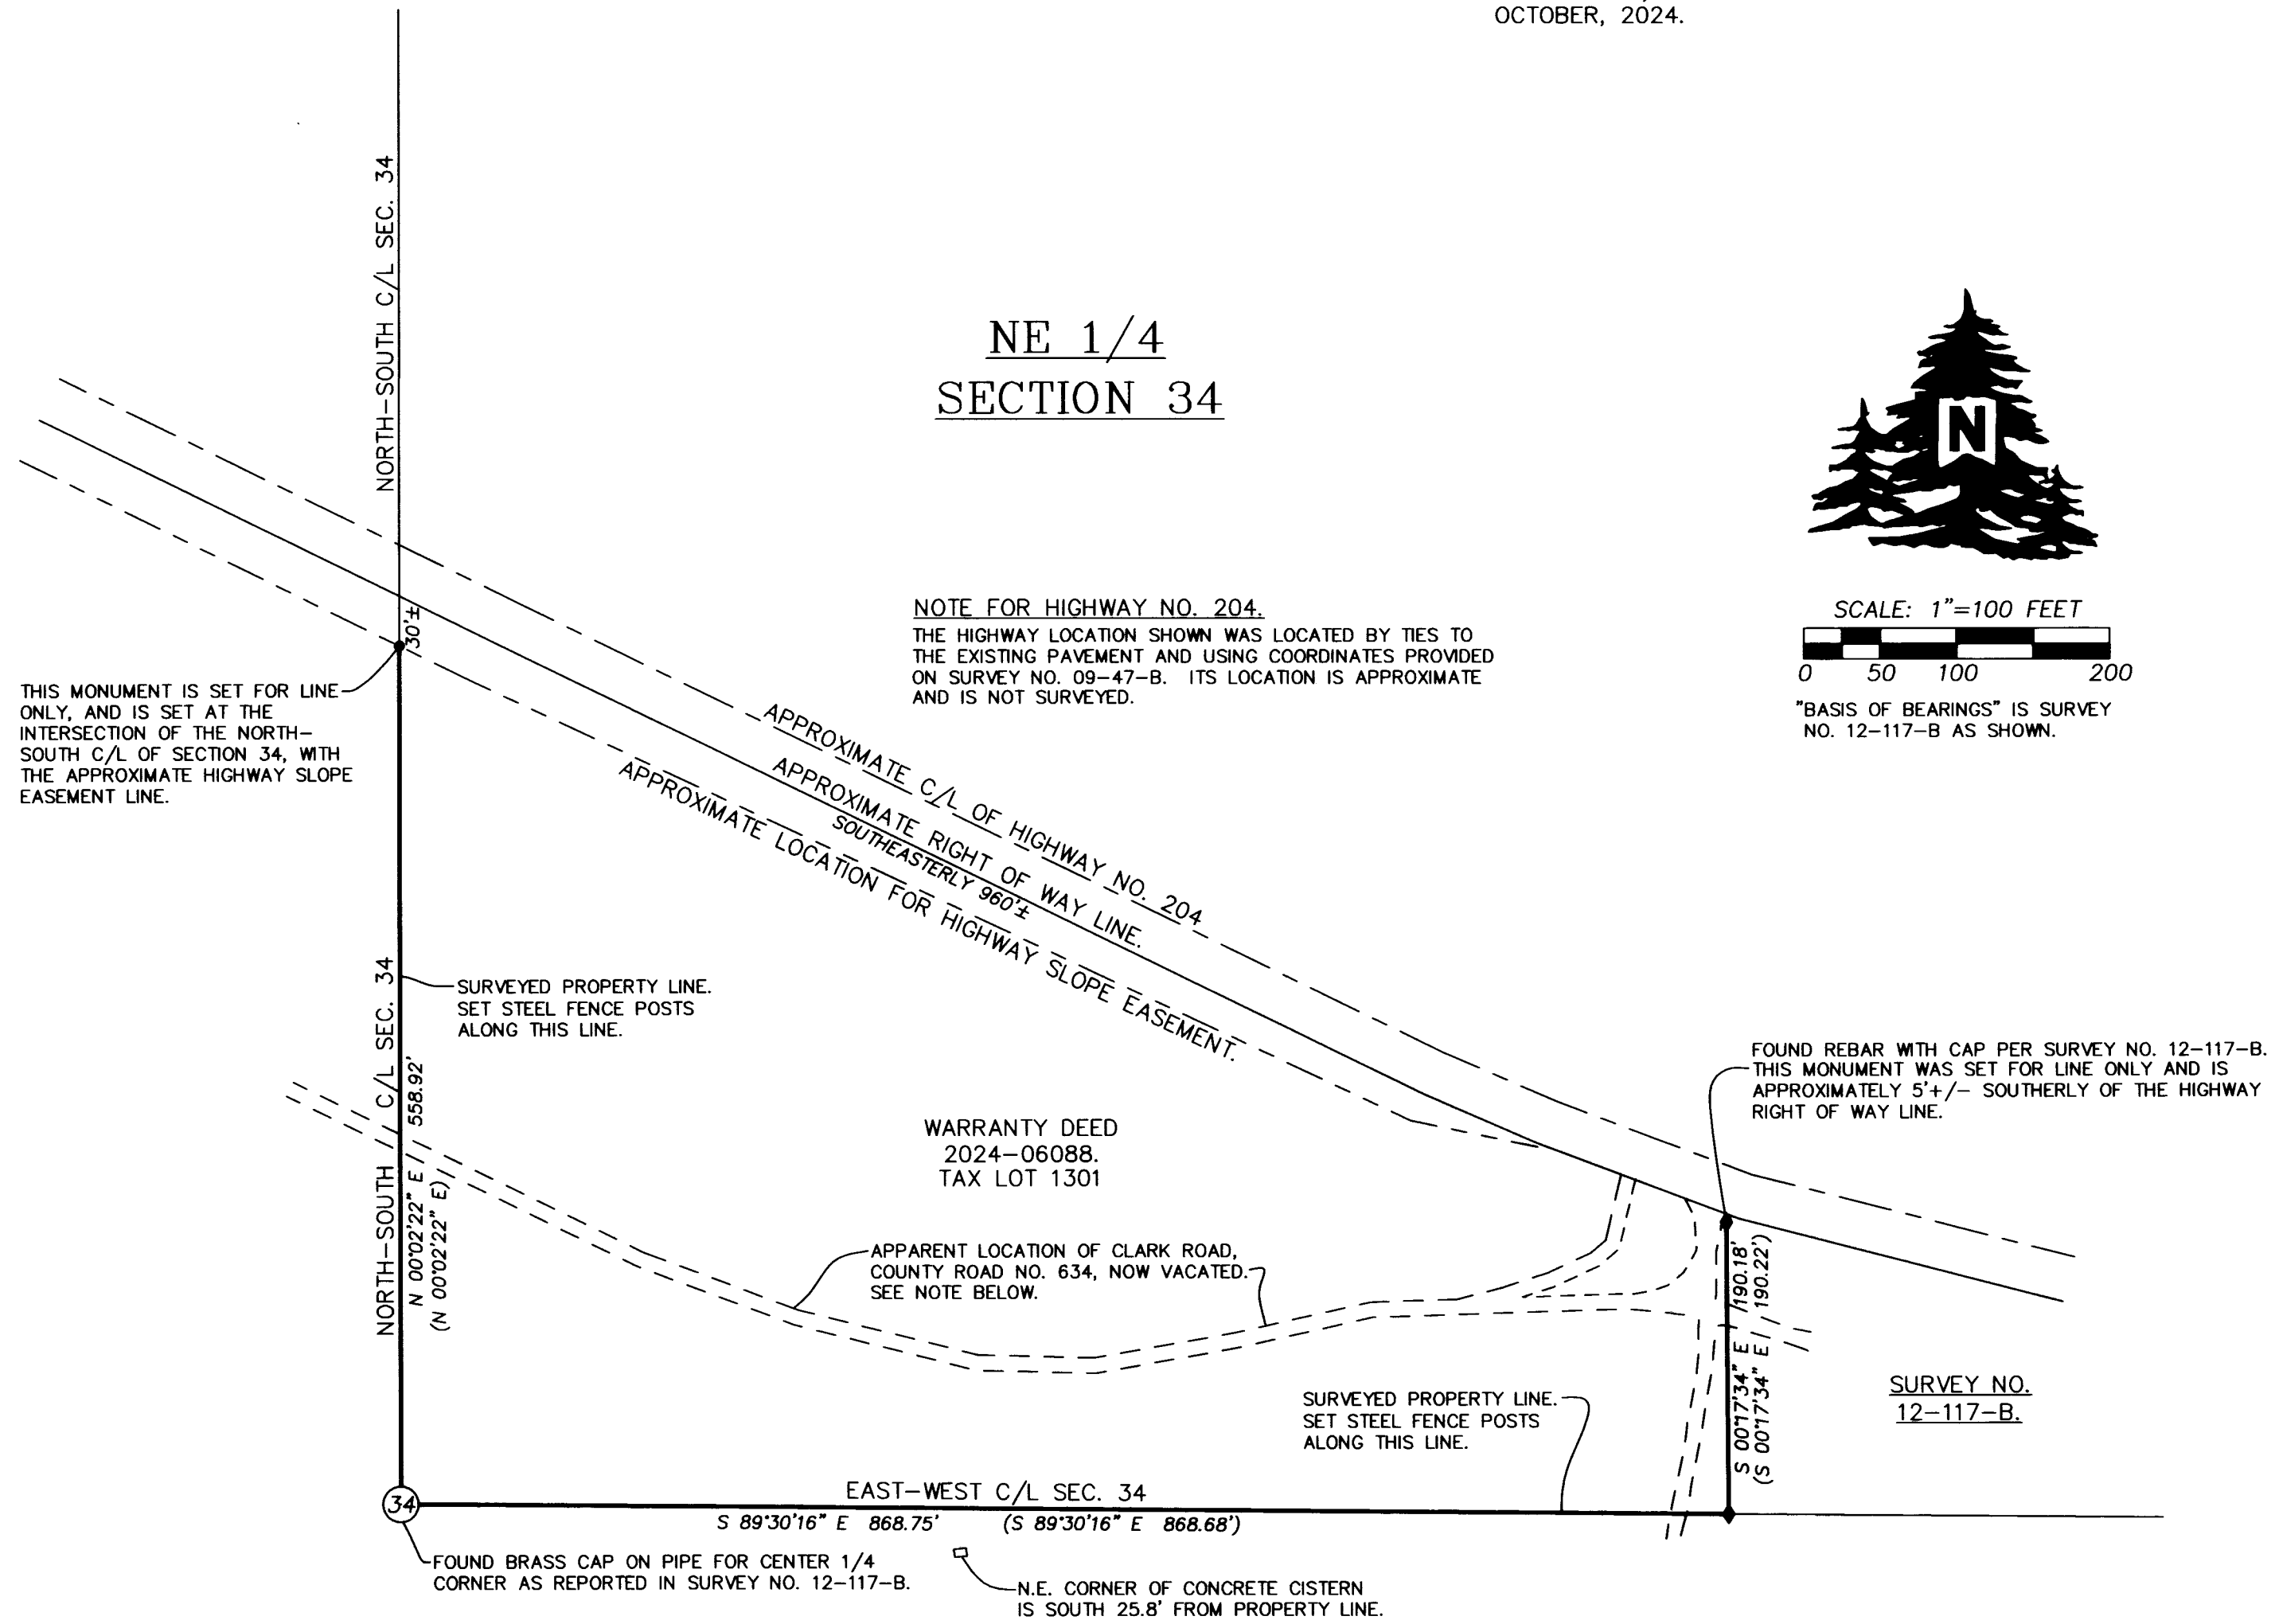 OCTOBER, 2024.
NORTH-SOUTH C/L SEC. 34
NE 1/4
SECTION 34
N
SCALE: 1"=100 FEET
0 50 100 200
"BASIS OF BEARINGS" IS SURVEY
NO. 12-117-B AS SHOWN.
NOTE FOR HIGHWAY NO. 204.
THE HIGHWAY LOCATION SHOWN WAS LOCATED BY TIES TO
THE EXISTING PAVEMENT AND USING COORDINATES PROVIDED
ON SURVEY NO. 09-47-B. ITS LOCATION IS APPROXIMATE
AND IS NOT SURVEYED.
30'±
THIS MONUMENT IS SET FOR LINE
ONLY, AND IS SET AT THE
INTERSECTION OF THE NORTH-
SOUTH C/L OF SECTION 34, WITH
THE APPROXIMATE HIGHWAY SLOPE
EASEMENT LINE.
APPROXIMATE C/L OF HIGHWAY NO. 204
APPROXIMATE RIGHT OF WAY LINE.
SOUTHEASTERLY 960'±
APPROXIMATE LOCATION FOR HIGHWAY SLOPE EASEMENT.
SURVEYED PROPERTY LINE.
SET STEEL FENCE POSTS
ALONG THIS LINE.
NORTH-SOUTH C/L SEC. 34
N 00°02'22" E 558.92'
(N 00°02'22" E)
FOUND REBAR WITH CAP PER SURVEY NO. 12-117-B.
THIS MONUMENT WAS SET FOR LINE ONLY AND IS
APPROXIMATELY 5'+/- SOUTHERLY OF THE HIGHWAY
RIGHT OF WAY LINE.
WARRANTY DEED
2024-06088.
TAX LOT 1301
APPARENT LOCATION OF CLARK ROAD,
COUNTY ROAD NO. 634, NOW VACATED.
SEE NOTE BELOW.
S 00°17'34" E 190.18'
(S 00°17'34" E 190.22')
SURVEY NO.
12-117-B.
SURVEYED PROPERTY LINE.
SET STEEL FENCE POSTS
ALONG THIS LINE.
34
EAST-WEST C/L SEC. 34
S 89°30'16" E 868.75' (S 89°30'16" E 868.68')
FOUND BRASS CAP ON PIPE FOR CENTER 1/4
CORNER AS REPORTED IN SURVEY NO. 12-117-B.
N.E. CORNER OF CONCRETE CISTERN
IS SOUTH 25.8' FROM PROPERTY LINE.